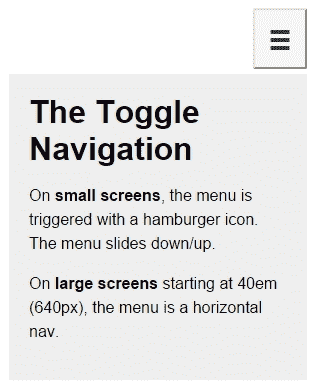 The Toggle
Navigation
On small screens, the menu is
triggered with a hamburger icon.
The menu slides down/up.
On large screens starting at 40em
(640px), the menu is a horizontal
nav.